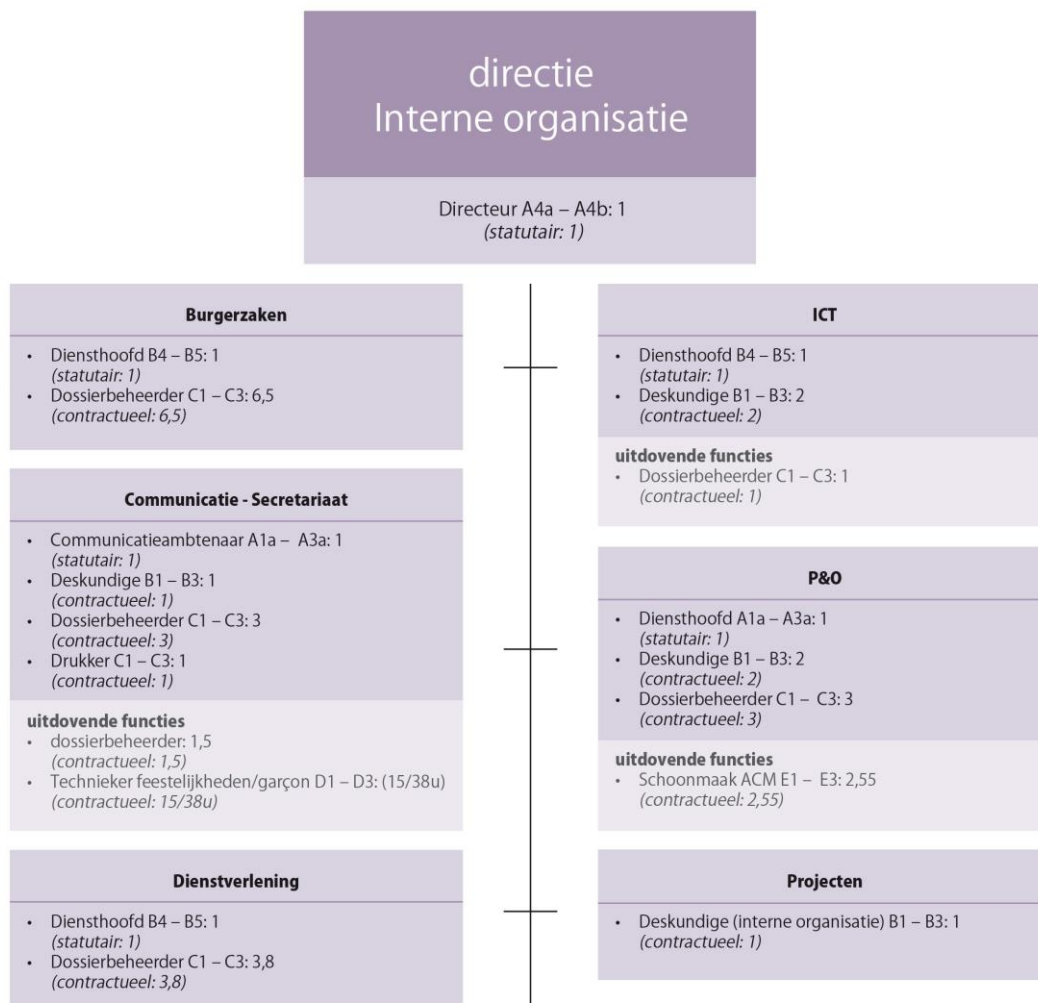 directie
Interne organisatie
Directeur A4a – A4b: 1
(statutair: 1)
Burgerzaken
• Diensthoofd B4 – B5: 1
(statutair: 1)
• Dossierbeheerder C1 – C3: 6,5
(contractueel: 6,5)
Communicatie - Secretariaat
• Communicatieambtenaar A1a – A3a: 1
(statutair: 1)
• Deskundige B1 – B3: 1
(contractueel: 1)
• Dossierbeheerder C1 – C3: 3
(contractueel: 3)
• Drukker C1 – C3: 1
(contractueel: 1)
uitdovende functies
• dossierbeheerder: 1,5
(contractueel: 1,5)
• Technieker feestelijkheden/garçon D1 – D3: (15/38u)
(contractueel: 15/38u)
Dienstverlening
• Diensthoofd B4 – B5: 1
(statutair: 1)
• Dossierbeheerder C1 – C3: 3,8
(contractueel: 3,8)
ICT
• Diensthoofd B4 – B5: 1
(statutair: 1)
• Deskundige B1 – B3: 2
(contractueel: 2)
uitdovende functies
• Dossierbeheerder C1 – C3: 1
(contractueel: 1)
P&O
• Diensthoofd A1a – A3a: 1
(statutair: 1)
• Deskundige B1 – B3: 2
(contractueel: 2)
• Dossierbeheerder C1 – C3: 3
(contractueel: 3)
uitdovende functies
• Schoonmaak ACM E1 – E3: 2,55
(contractueel: 2,55)
Projecten
• Deskundige (interne organisatie) B1 – B3: 1
(contractueel: 1)